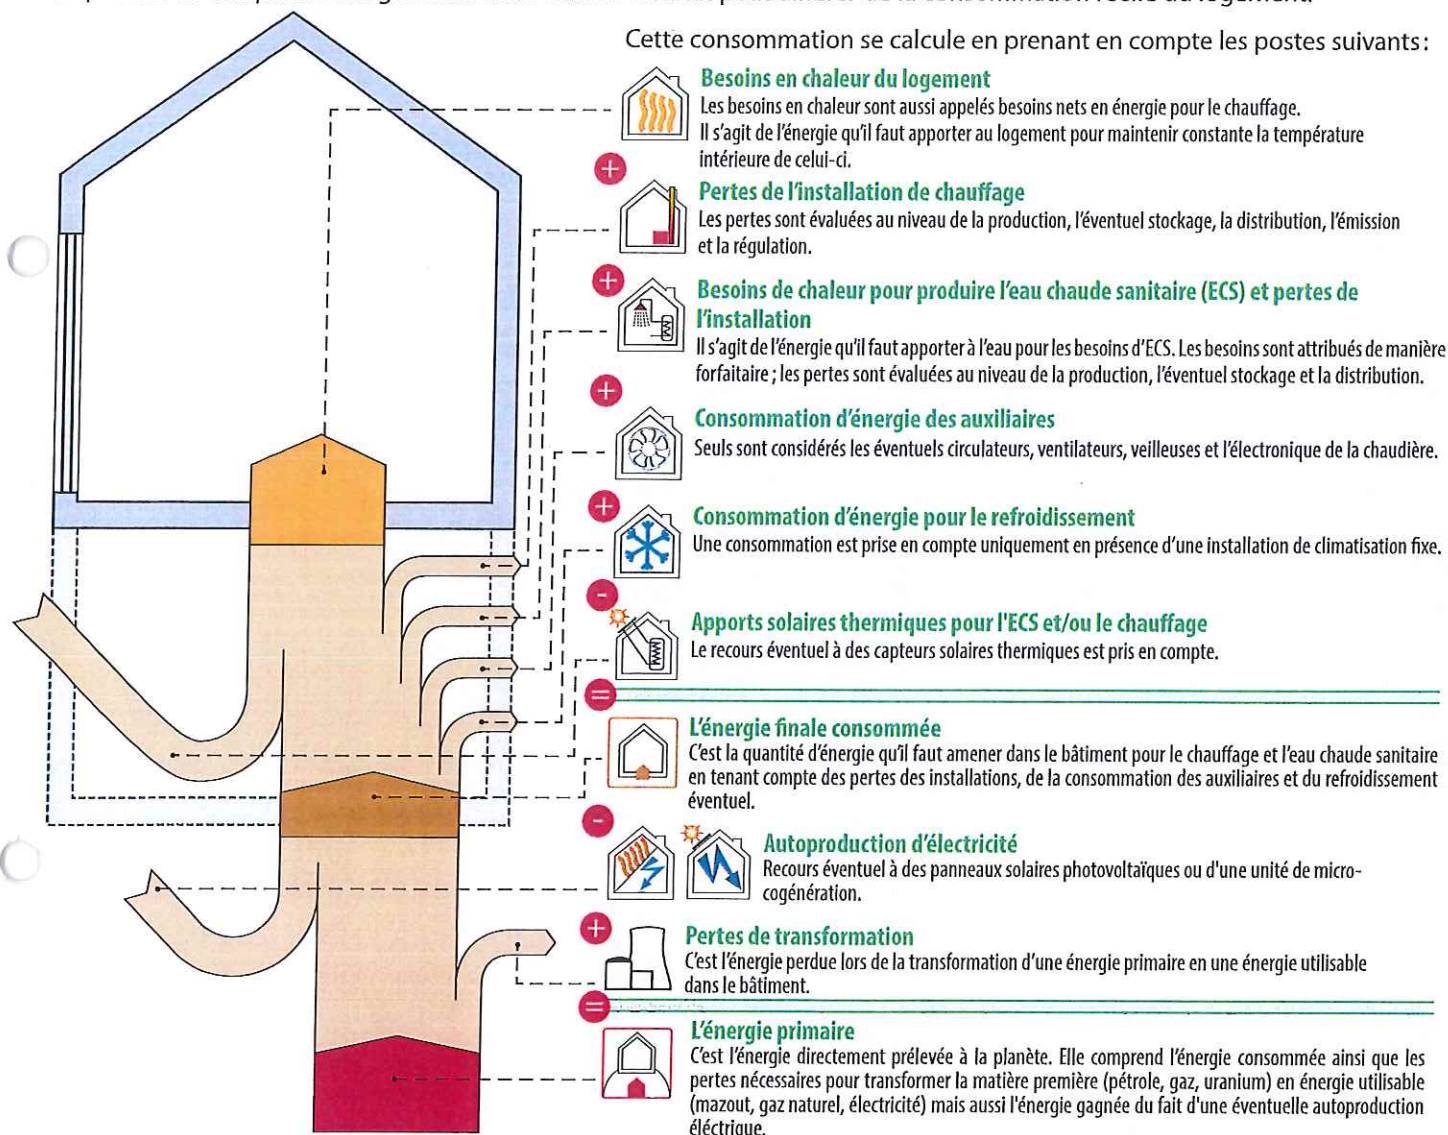 Cette consommation se calcule en prenant en compte les postes suivants:
Besoins en chaleur du logement
Les besoins en chaleur sont aussi appelés besoins nets en énergie pour le chauffage.
Il s'agit de l'énergie qu'il faut apporter au logement pour maintenir constante la température
intérieure de celui-ci.
+
Pertes de l'installation de chauffage
Les pertes sont évaluées au niveau de la production, l'éventuel stockage, la distribution, l'émission
et la régulation.
+
Besoins de chaleur pour produire l'eau chaude sanitaire (ECS) et pertes de
l'installation
Il s'agit de l'énergie qu'il faut apporter à l'eau pour les besoins d'ECS. Les besoins sont attribués de manière
forfaitaire ; les pertes sont évaluées au niveau de la production, l'éventuel stockage et la distribution.
+
Consommation d'énergie des auxiliaires
Seuls sont considérés les éventuels circulateurs, ventilateurs, veilleuses et l'électronique de la chaudière.
+
Consommation d'énergie pour le refroidissement
Une consommation est prise en compte uniquement en présence d'une installation de climatisation fixe.
-
Apports solaires thermiques pour l'ECS et/ou le chauffage
Le recours éventuel à des capteurs solaires thermiques est pris en compte.
=
L'énergie finale consommée
C'est la quantité d'énergie qu'il faut amener dans le bâtiment pour le chauffage et l'eau chaude sanitaire
en tenant compte des pertes des installations, de la consommation des auxiliaires et du refroidissement
éventuel.
-
Autoproduction d'électricité
Recours éventuel à des panneaux solaires photovoltaïques ou d'une unité de micro-
cogénération.
+
Pertes de transformation
C'est l'énergie perdue lors de la transformation d'une énergie primaire en une énergie utilisable
dans le bâtiment.
=
L'énergie primaire
C'est l'énergie directement prélevée à la planète. Elle comprend l'énergie consommée ainsi que les
pertes nécessaires pour transformer la matière première (pétrole, gaz, uranium) en énergie utilisable
(mazout, gaz naturel, électricité) mais aussi l'énergie gagnée du fait d'une éventuelle autoproduction
éléctrique.